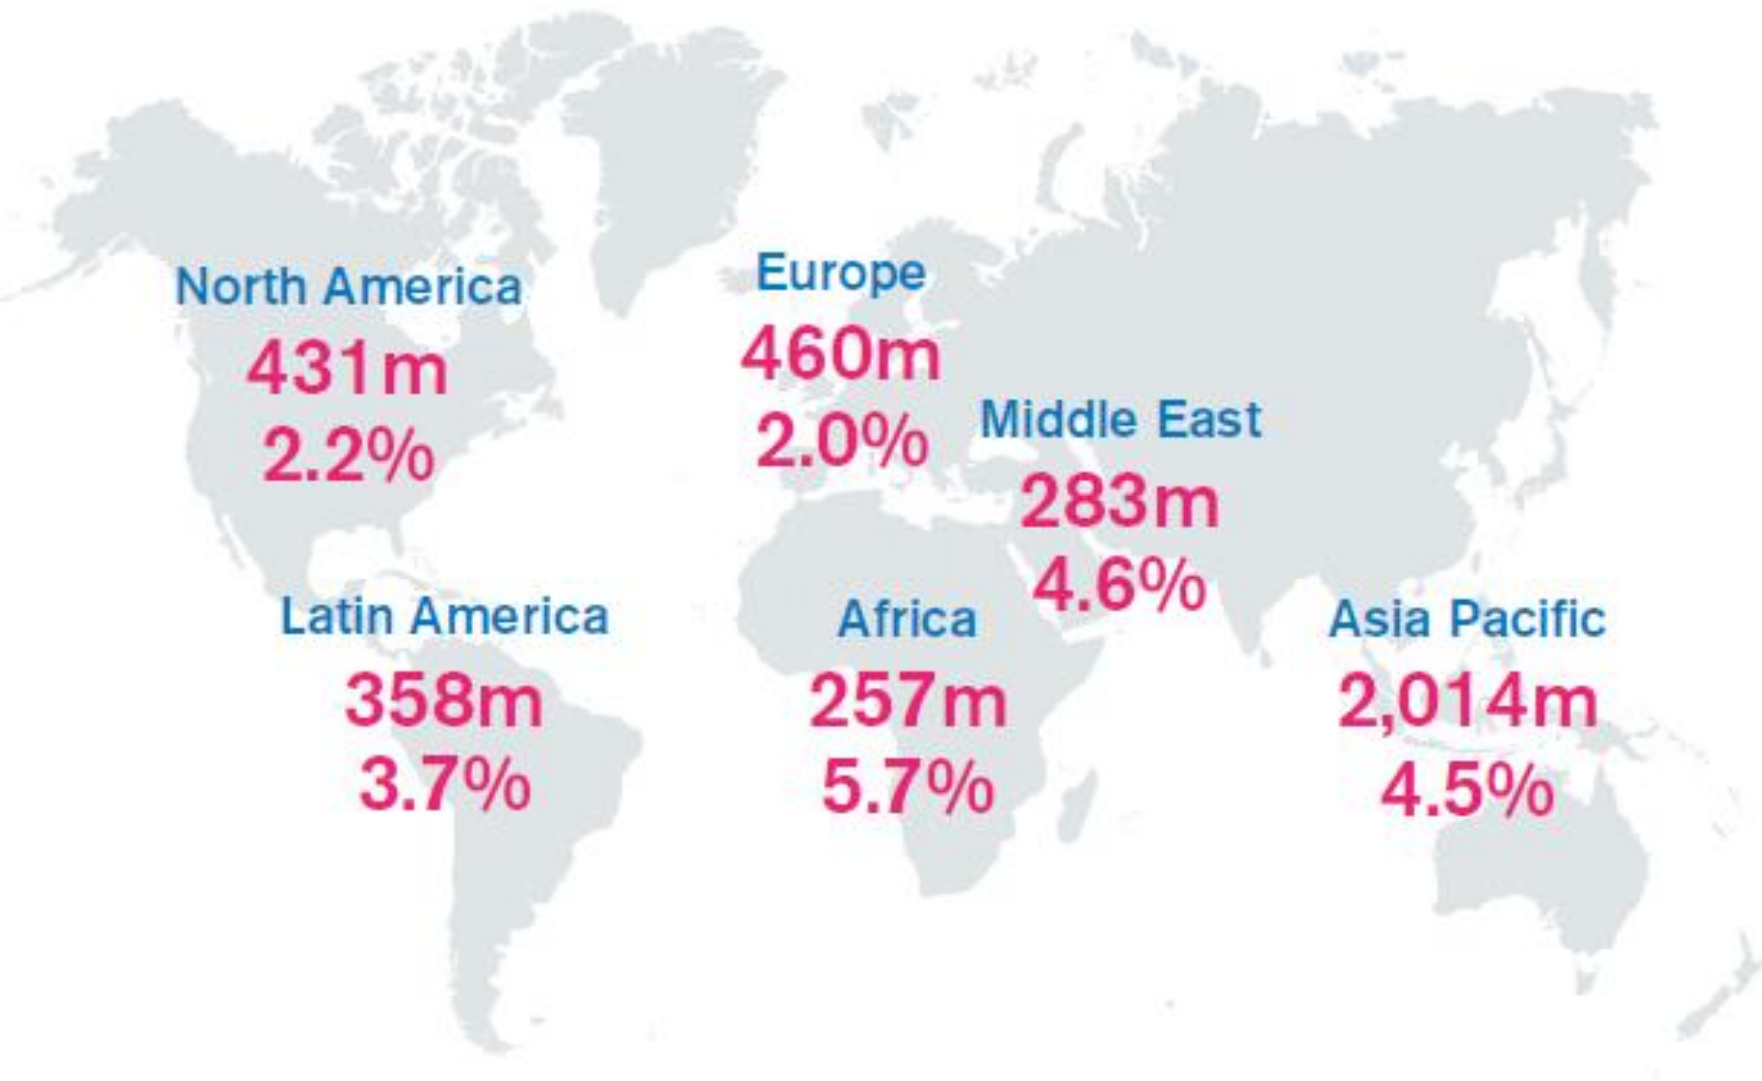 North America
431m
2.2%
Europe
460m
2.0%
Middle East
283m
4.6%
Latin America
358m
3.7%
Africa
257m
5.7%
Asia Pacific
2,014m
4.5%